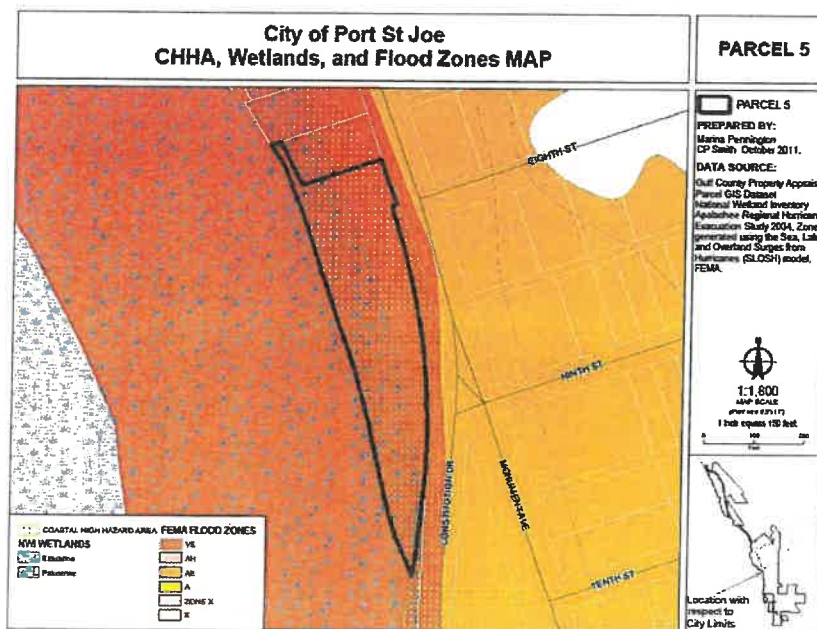 City of Port St Joe
CHHA, Wetlands, and Flood Zones MAP
PARCEL 5
PARCEL 5
PREPARED BY:
Marina Pennington
CP Smith October 2011.
DATA SOURCE:
Gulf County Property Apprais
Parcel GIS Dataset
National Wetland Inventory
Apalachee Regional Hurrican
Evacuation Study 2004, Zone
generated using the Sea, Lak
and Overland Surges from
Hurricanes (SLOSH) model,
FEMA.
1:1,800
MAP SCALE
1 inch equals 150 feet
0 100 200
Feet
EIGHTH ST
NINTH ST
CONSTRUCTION DR
MONUMENT AVE
TENTH ST
COASTAL HIGH HAZARD AREA
NWI WETLANDS
Estuarine
Palustrine
FEMA FLOOD ZONES
VE
AH
AE
A
ZONE X
X
Location with
respect to
City Limits